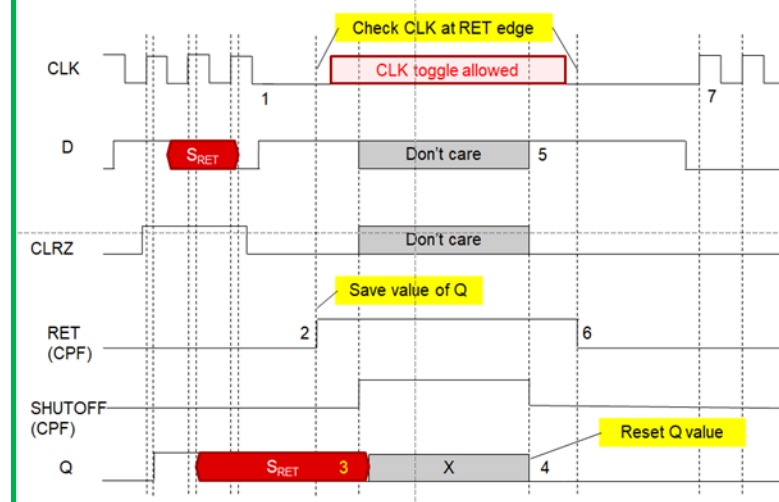 Check CLK at RET edge
CLK
CLK toggle allowed
1
7
D
SRET
Don't care
5
CLRZ
Don't care
Save value of Q
RET
(CPF)
2
6
SHUTOFF
(CPF)
Reset Q value
Q
SRET
3
X
4